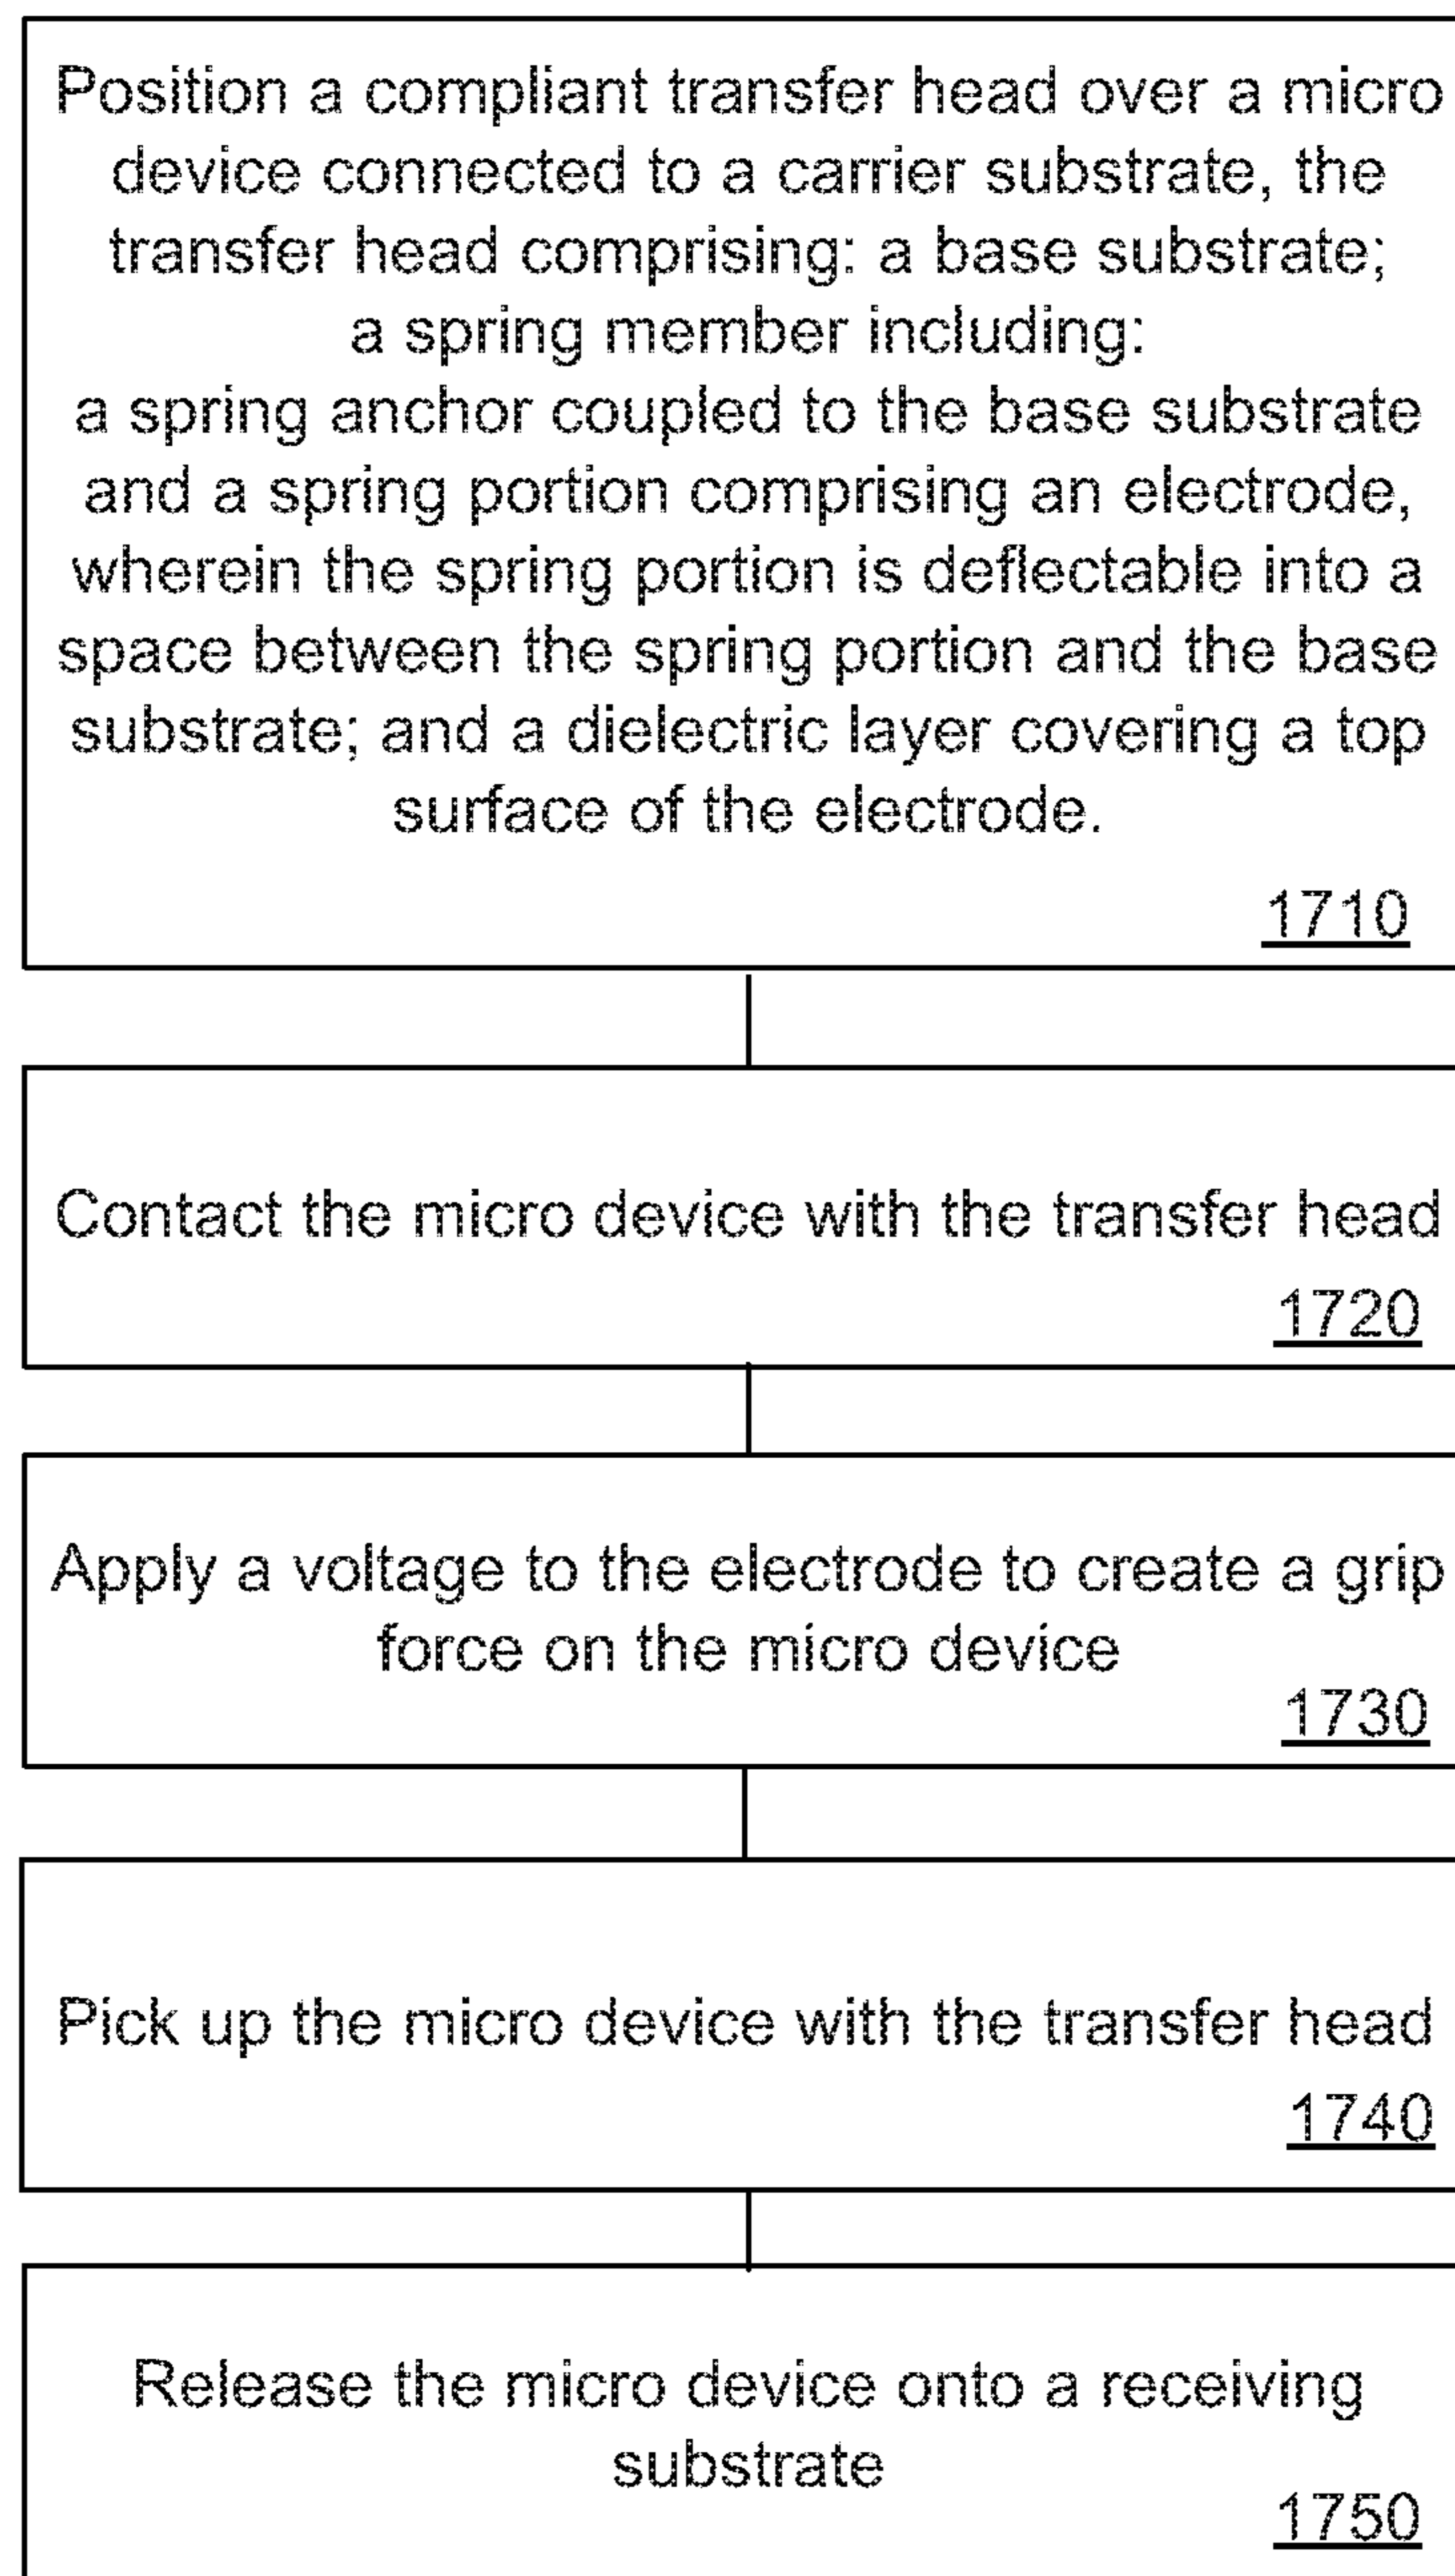 Position a compliant transfer head over a micro
device connected to a carrier substrate, the
transfer head comprising: a base substrate;
a spring member including:
a spring anchor coupled to the base substrate
and a spring portion comprising an electrode,
wherein the spring portion is deflectable into a
space between the spring portion and the base
substrate; and a dielectric layer covering a top
surface of the electrode.
1710
Contact the micro device with the transfer head
1720
Apply a voltage to the electrode to create a grip
force on the micro device
1730
Pick up the micro device with the transfer head
1740
Release the micro device onto a receiving
substrate
1750